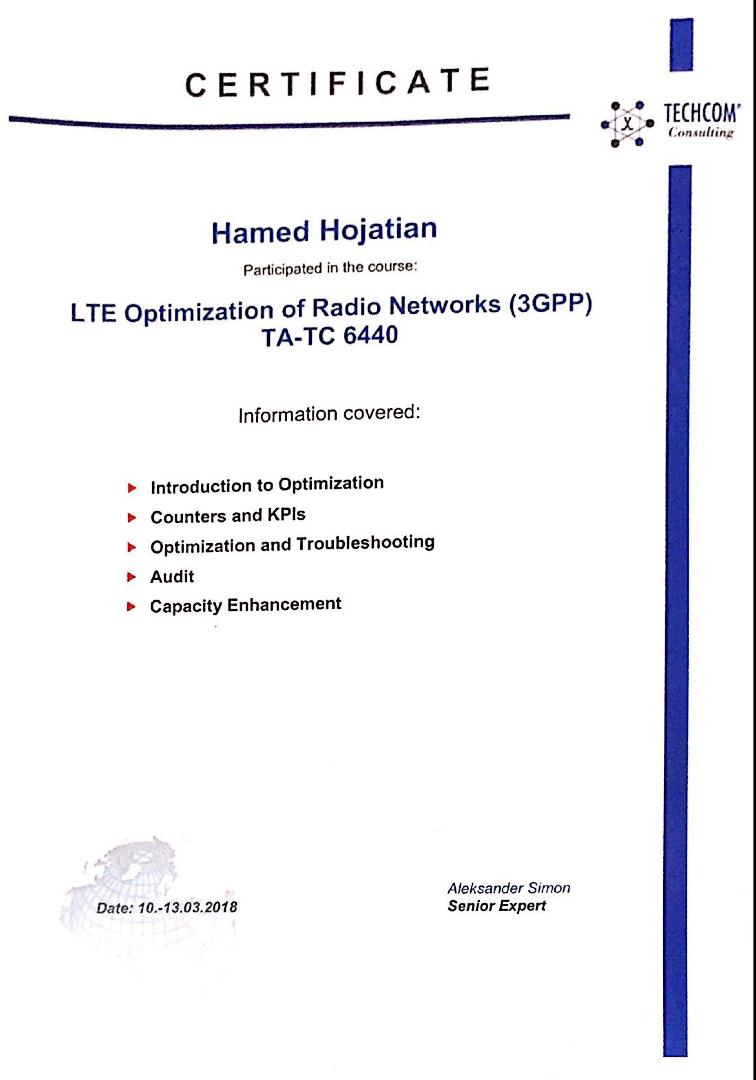 CERTIFICATE
TECHCOM®
Consulting
Hamed Hojatian
Participated in the course:
LTE Optimization of Radio Networks (3GPP)
TA-TC 6440
Information covered:
Introduction to Optimization
Counters and KPIs
Optimization and Troubleshooting
Audit
Capacity Enhancement
Date: 10.-13.03.2018
Aleksander Simon
Senior Expert